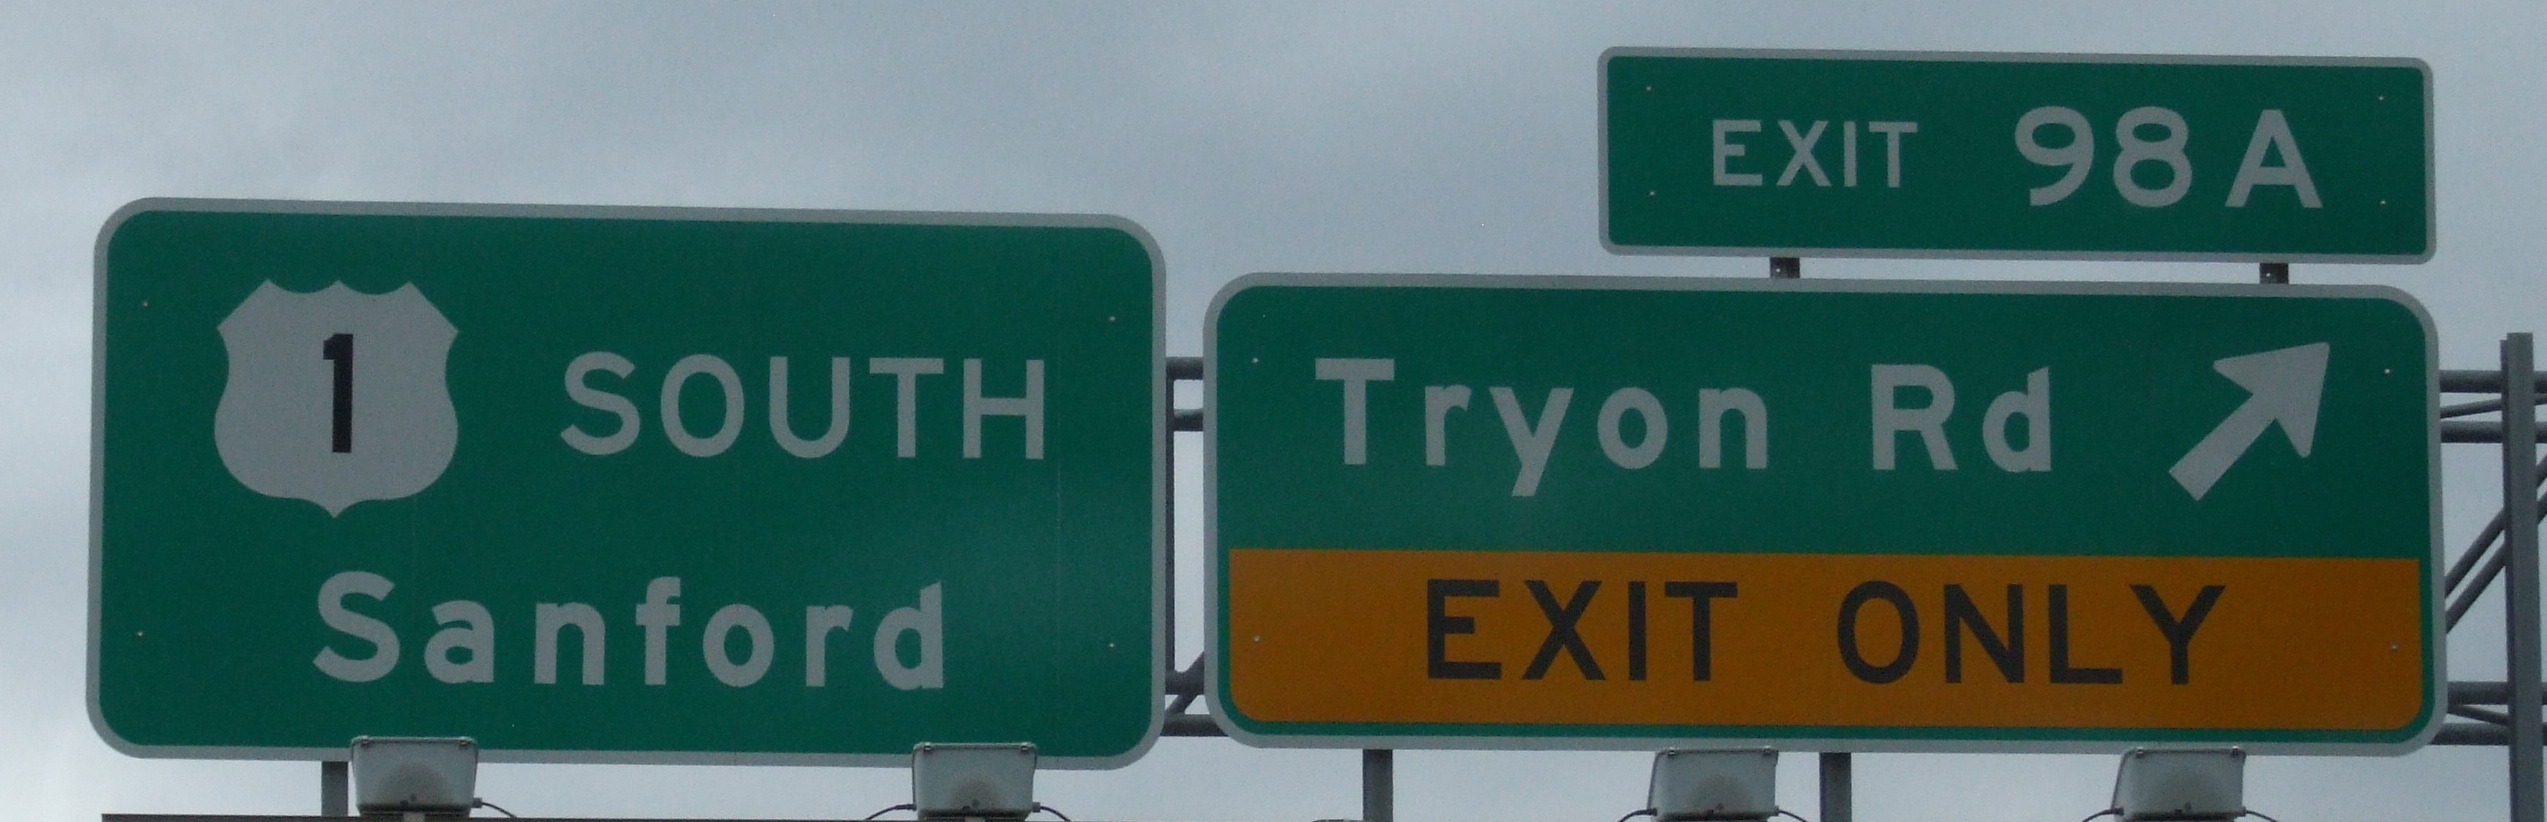 1 SOUTH
Sanford
EXIT 98A
Tryon Rd
EXIT ONLY